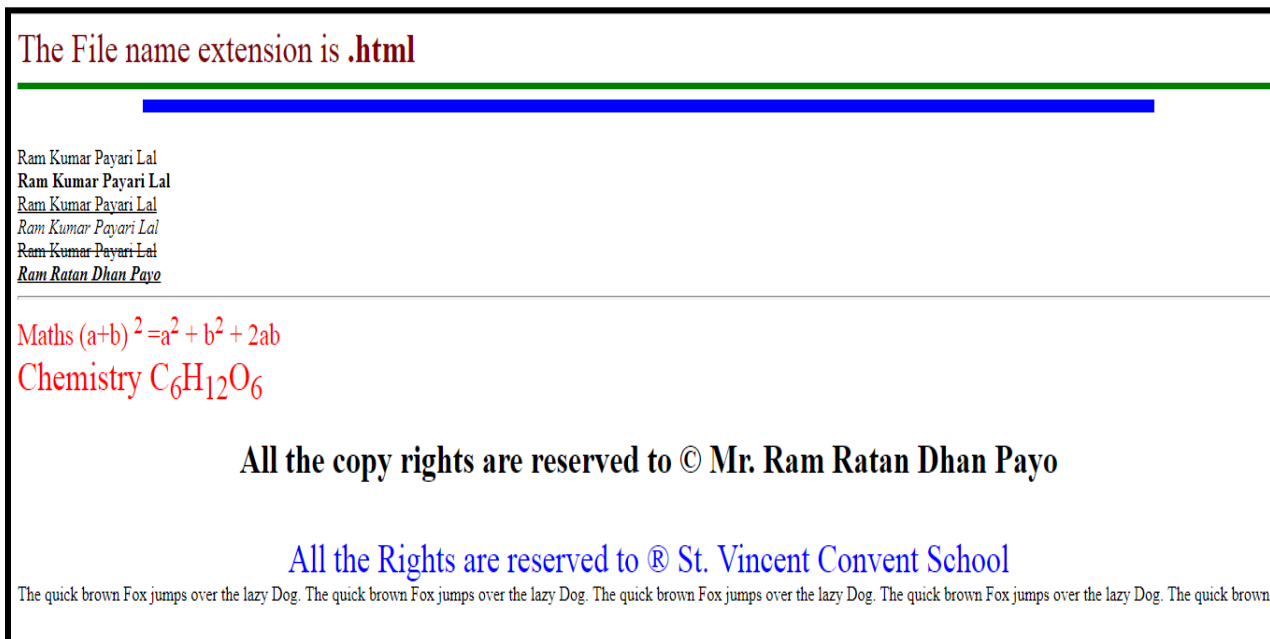 The File name extension is .html
Ram Kumar Payari Lal
Ram Kumar Payari Lal
Ram Kumar Payari Lal
Ram Kumar Payari Lal
Ram Kumar Payari Lal
Ram Ratan Dhan Payo
Maths (a+b) ² =a² + b² + 2ab
Chemistry C₆H₁₂O₆
All the copy rights are reserved to © Mr. Ram Ratan Dhan Payo
All the Rights are reserved to ® St. Vincent Convent School
The quick brown Fox jumps over the lazy Dog. The quick brown Fox jumps over the lazy Dog. The quick brown Fox jumps over the lazy Dog. The quick brown Fox jumps over the lazy Dog. The quick brown